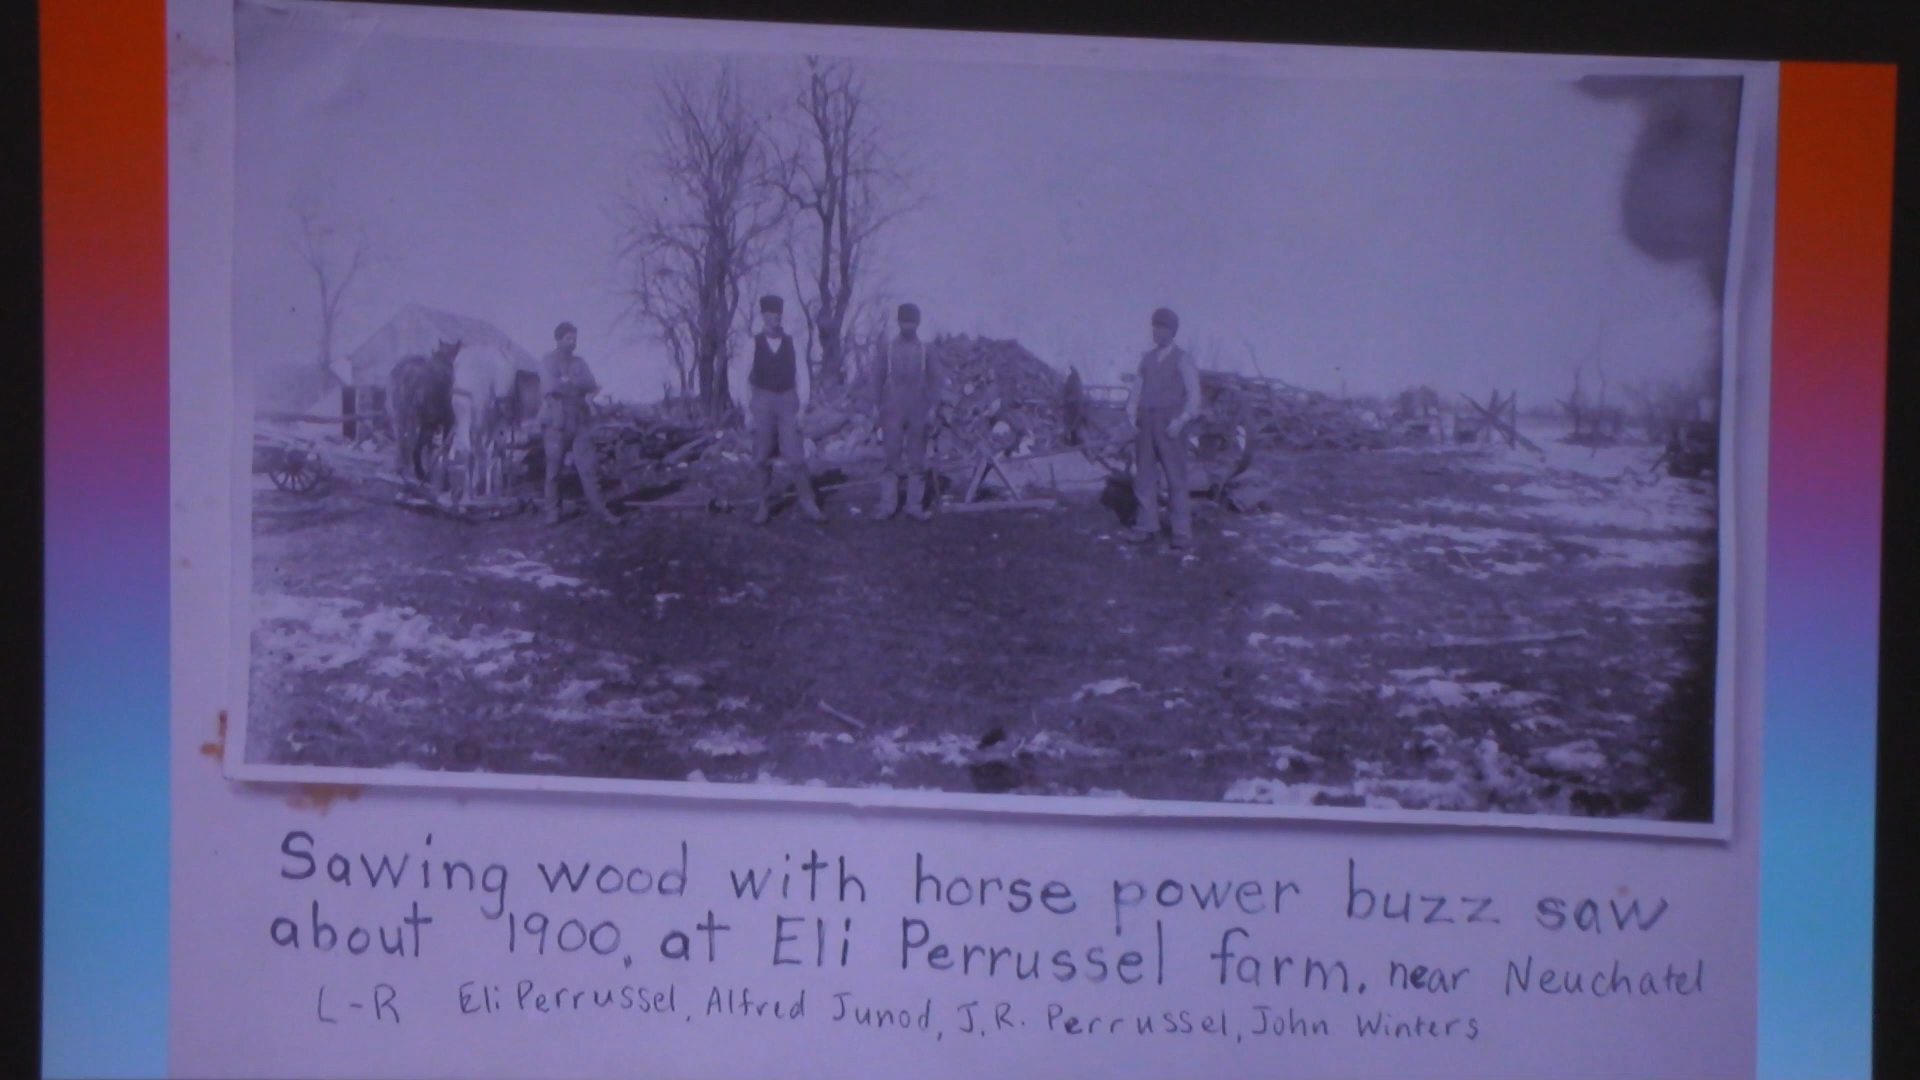 Sawing wood with horse power buzz saw
about 1900, at Eli Perrussel farm. near Neuchatel
L-R Eli Perrussel, Alfred Junod, J.R. Perrussel, John Winters